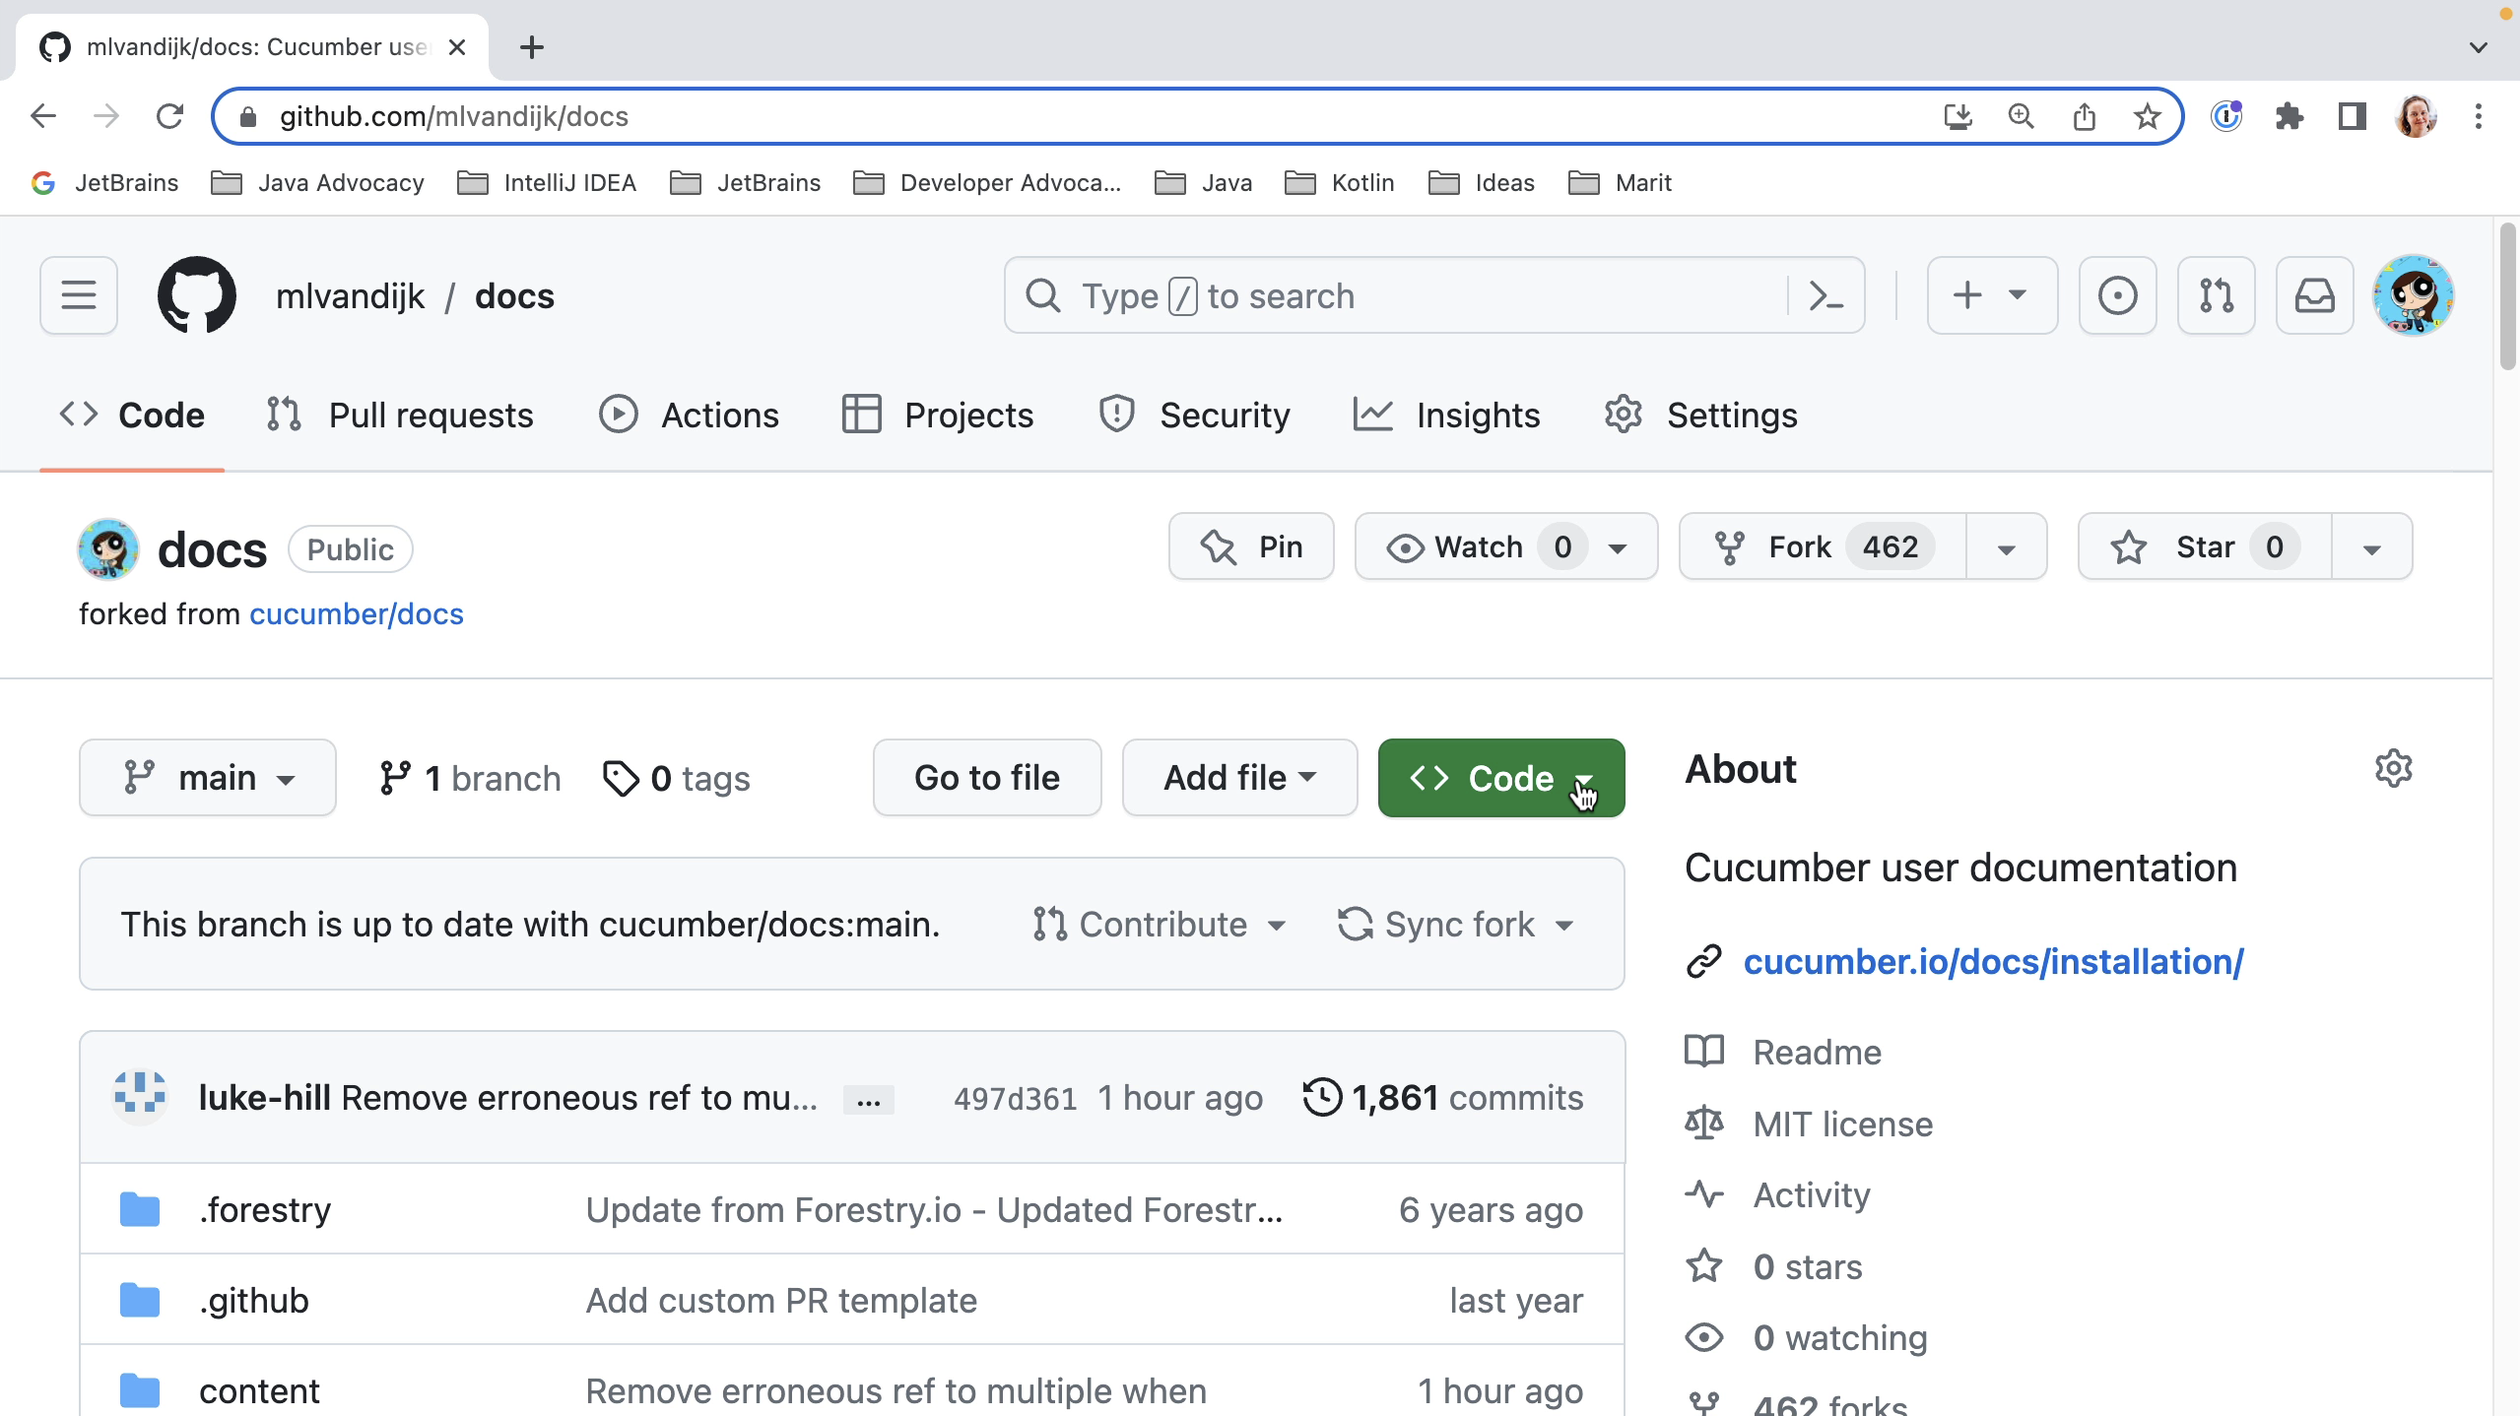 mlvandijk/docs: Cucumber use
github.com/mlvandijk/docs
JetBrains Java Advocacy IntelliJ IDEA JetBrains Developer Advoca... Java Kotlin Ideas Marit
mlvandijk / docs Type / to search
Code Pull requests Actions Projects Security Insights Settings
docs Public Pin Watch 0 Fork 462 Star 0
forked from cucumber/docs
main 1 branch 0 tags Go to file Add file Code About
Cucumber user documentation
This branch is up to date with cucumber/docs:main. Contribute Sync fork
cucumber.io/docs/installation/
Readme
luke-hill Remove erroneous ref to mu... ... 497d361 1 hour ago 1,861 commits
MIT license
Activity
.forestry Update from Forestry.io - Updated Forestr... 6 years ago
0 stars
.github Add custom PR template last year
0 watching
content Remove erroneous ref to multiple when 1 hour ago
462 forks